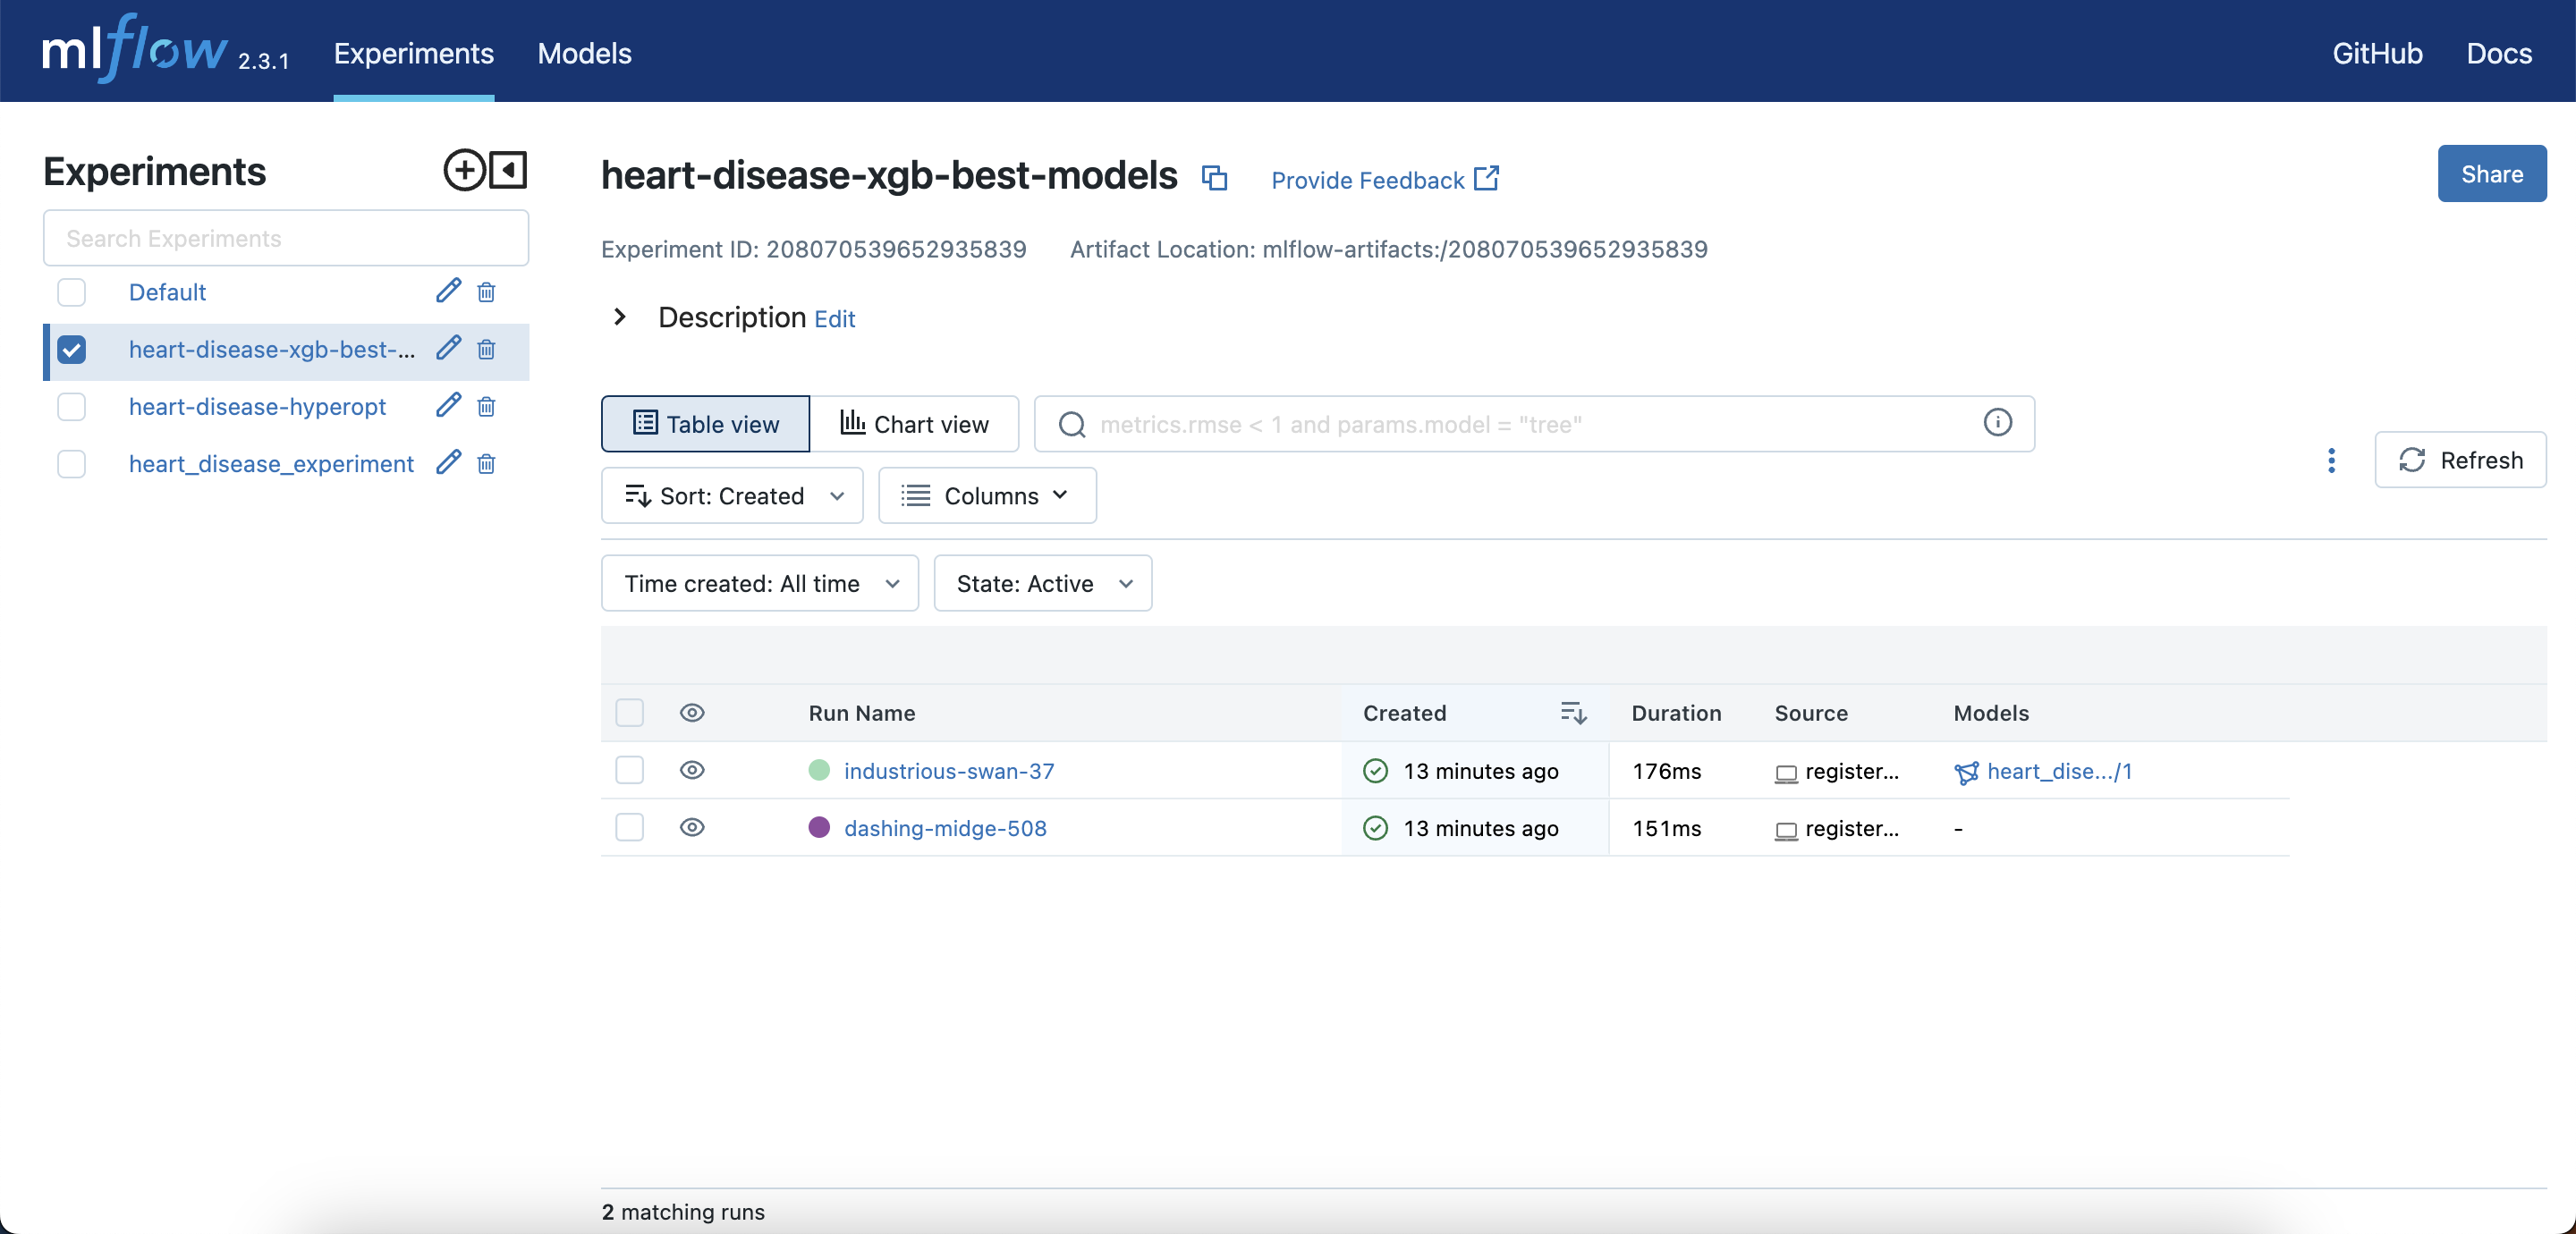 mlflow 2.3.1 Experiments Models GitHub Docs
Experiments
Search Experiments
Default
heart-disease-xgb-best-...
heart-disease-hyperopt
heart_disease_experiment
heart-disease-xgb-best-models Provide Feedback Share
Experiment ID: 208070539652935839 Artifact Location: mlflow-artifacts:/208070539652935839
Description Edit
Table view Chart view metrics.rmse < 1 and params.model = "tree"
Refresh
Sort: Created Columns
Time created: All time State: Active
Run Name Created Duration Source Models
industrious-swan-37 13 minutes ago 176ms register... heart_dise.../1
dashing-midge-508 13 minutes ago 151ms register... -
2 matching runs